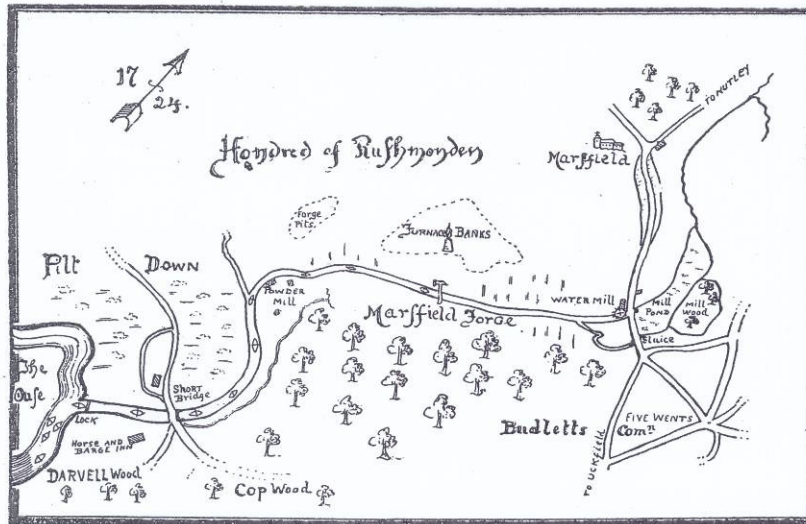 17
24.
Hondred of Rushmonden
Forge
Pits.
FURNACE BANKS
Marsfield
TO NUTLEY
Pilt Down
POWDER
Mill
Marsfield Forge
WATER MILL
Mill
POND
Mill
Wood
Sluice
The
Ouse
SHORT
Bridge
LOCK
HORSE AND
BARGE INN
DARVELL Wood
Cop Wood
Budletts
FIVE WENTS
Comn
TO UCKFIELD